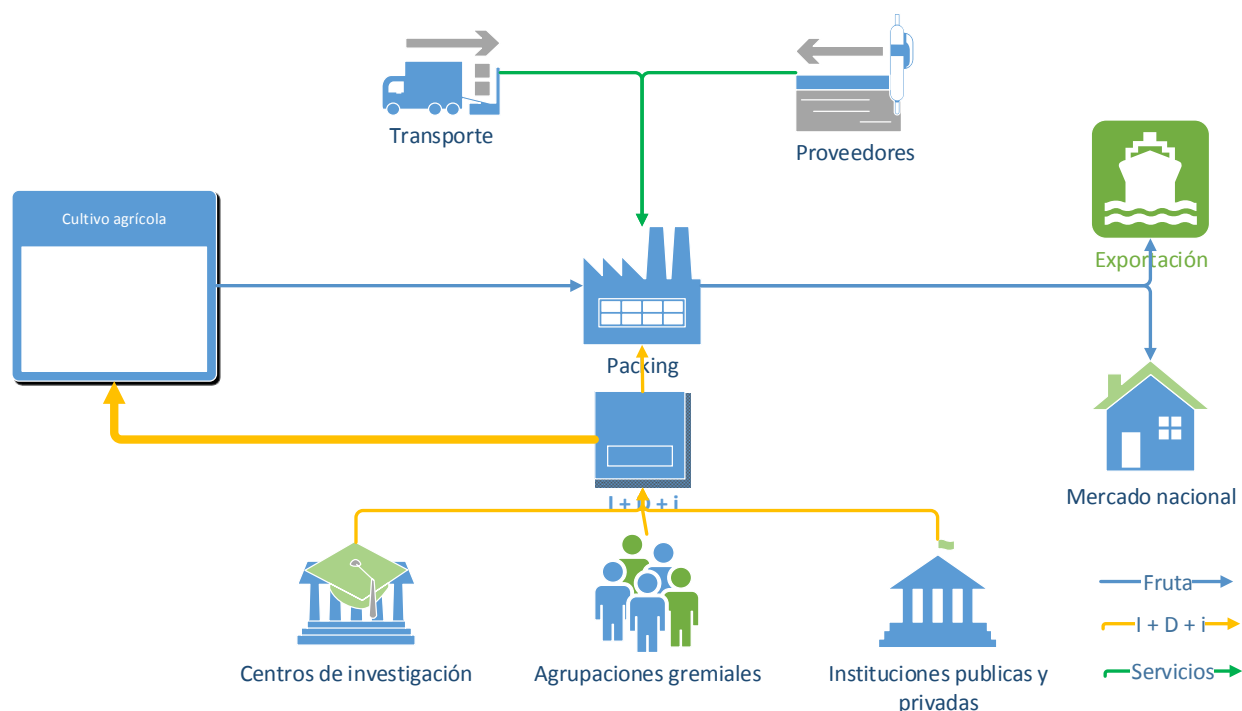 Transporte
Proveedores
Cultivo agrícola
Exportación
Packing
Mercado nacional
I + D + i
Centros de investigación
Agrupaciones gremiales
Instituciones publicas y
privadas
Fruta
I + D + i
Servicios